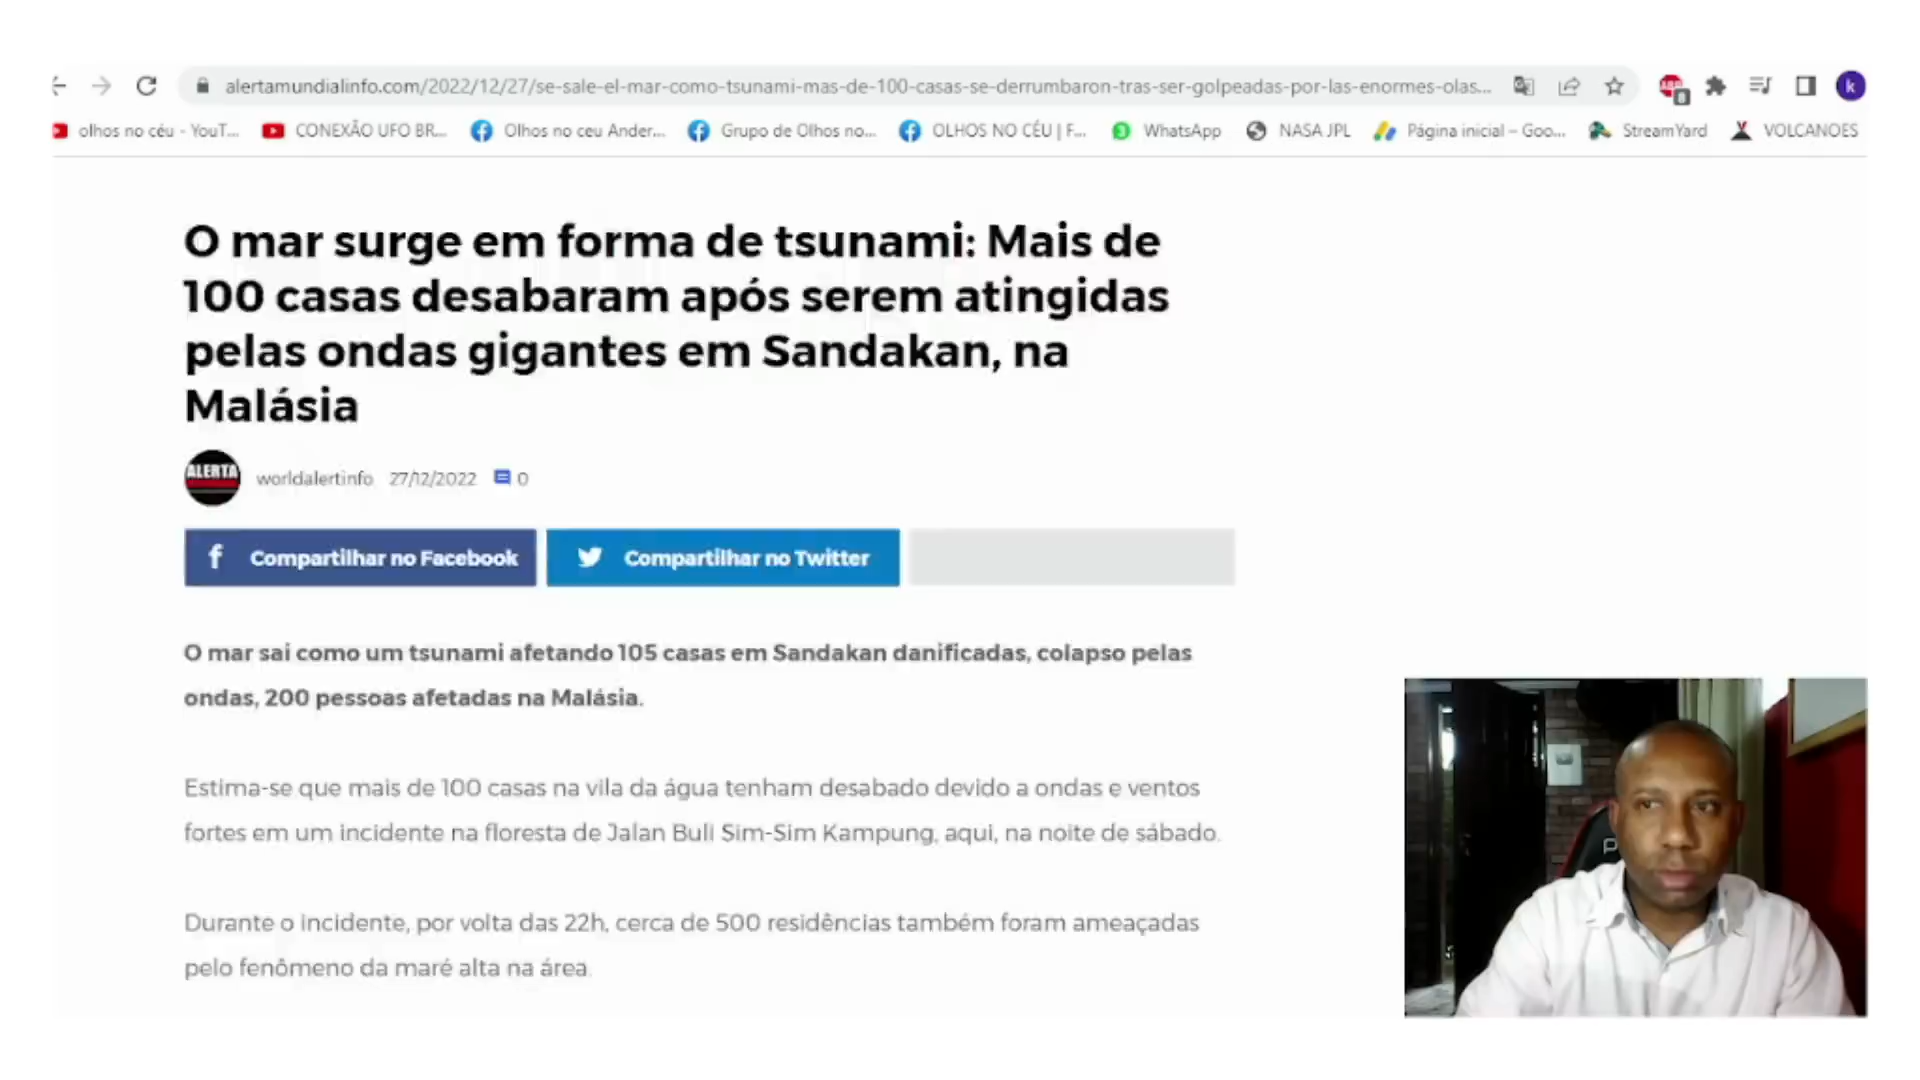 alertamundialinfo.com/2022/12/27/se-sale-el-mar-como-tsunami-mas-de-100-casas-se-derrumbaron-tras-ser-golpeadas-por-las-enormes-olas...
k
olhos no céu - YouT... CONEXÃO UFO BR... Olhos no ceu Ander... Grupo de Olhos no... OLHOS NO CÉU | F... WhatsApp NASA JPL Página inicial – Goo... StreamYard VOLCANOES
O mar surge em forma de tsunami: Mais de
100 casas desabaram após serem atingidas
pelas ondas gigantes em Sandakan, na
Malásia
ALERTA
worldalertinfo 27/12/2022 0
Compartilhar no Facebook Compartilhar no Twitter
O mar sai como um tsunami afetando 105 casas em Sandakan danificadas, colapso pelas
ondas, 200 pessoas afetadas na Malásia.
Estima-se que mais de 100 casas na vila da água tenham desabado devido a ondas e ventos
fortes em um incidente na floresta de Jalan Buli Sim-Sim Kampung, aqui, na noite de sábado.
Durante o incidente, por volta das 22h, cerca de 500 residências também foram ameaçadas
pelo fenômeno da maré alta na área.